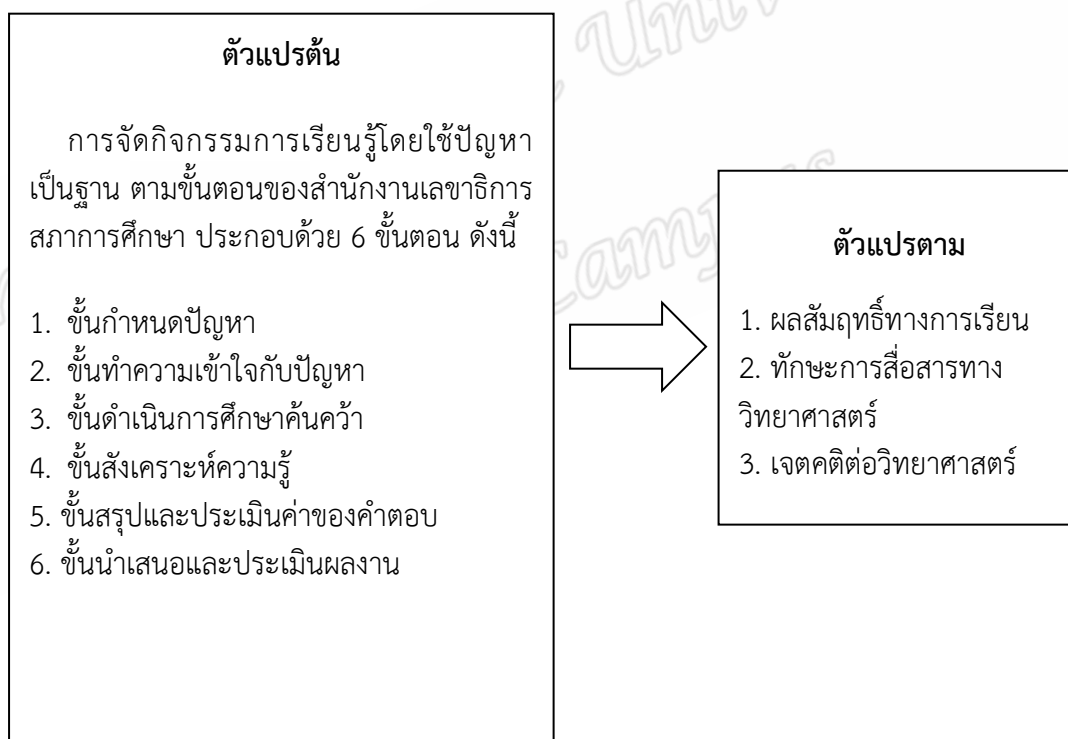 ตัวแปรต้น
การจัดกิจกรรมการเรียนรู้โดยใช้ปัญหา
เป็นฐาน ตามขั้นตอนของสำนักงานเลขาธิการ
สภาการศึกษา ประกอบด้วย 6 ขั้นตอน ดังนี้
1. ขั้นกำหนดปัญหา
2. ขั้นทำความเข้าใจกับปัญหา
3. ขั้นดำเนินการศึกษาค้นคว้า
4. ขั้นสังเคราะห์ความรู้
5. ขั้นสรุปและประเมินค่าของคำตอบ
6. ขั้นนำเสนอและประเมินผลงาน
ตัวแปรตาม
1. ผลสัมฤทธิ์ทางการเรียน
2. ทักษะการสื่อสารทาง
วิทยาศาสตร์
3. เจตคติต่อวิทยาศาสตร์